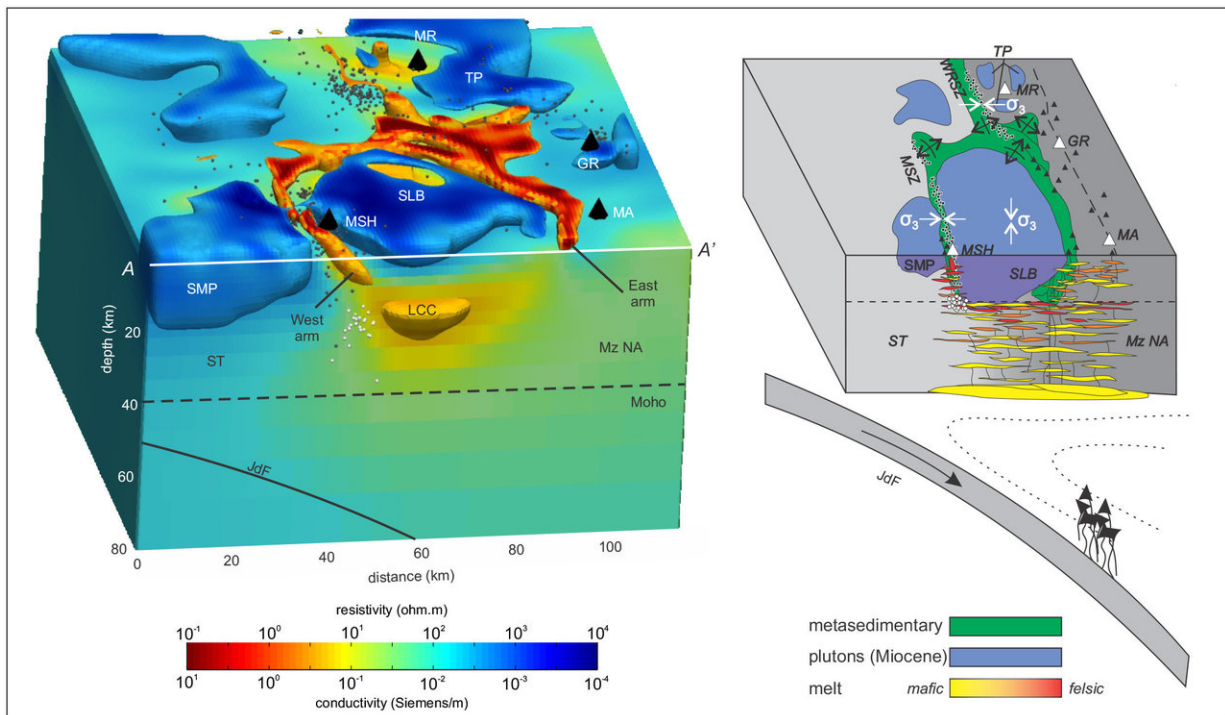 MR
TP
GR
SLB
MSH
MA
A
A'
SMP
LCC
West
arm
East
arm
ST
Mz NA
Moho
JdF
depth (km)
20
40
60
80
0
20
40
60
80
100
distance (km)
resistivity (ohm.m)
10-1 100 101 102 103 104
101 100 10-1 10-2 10-3 10-4
conductivity (Siemens/m)
TP
WRSZ
MR
σ3
GR
MSZ
σ3
σ3
MSH
MA
SMP
SLB
ST
Mz NA
JdF
metasedimentary
plutons (Miocene)
melt mafic felsic